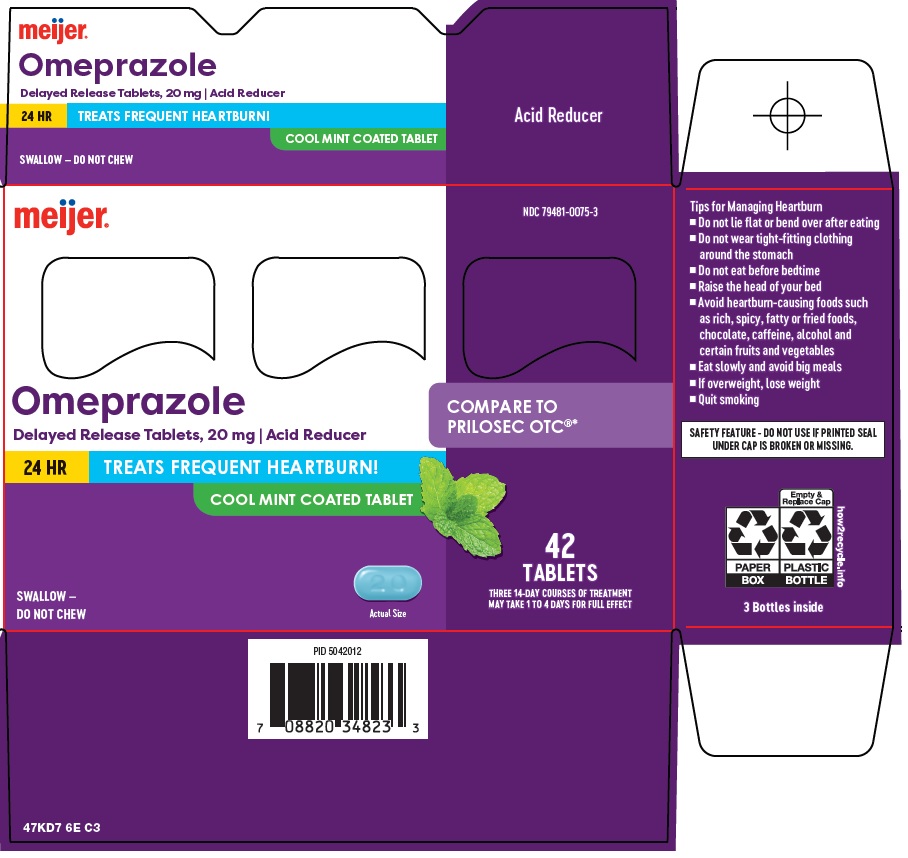 meijer®
Omeprazole
Delayed Release Tablets, 20 mg | Acid Reducer
24 HR TREATS FREQUENT HEARTBURN!
COOL MINT COATED TABLET
SWALLOW – DO NOT CHEW
Acid Reducer
meijer®
NDC 79481-0075-3
Omeprazole
Delayed Release Tablets, 20 mg | Acid Reducer
24 HR TREATS FREQUENT HEARTBURN!
COOL MINT COATED TABLET
COMPARE TO
PRILOSEC OTC®*
42
TABLETS
THREE 14-DAY COURSES OF TREATMENT
MAY TAKE 1 TO 4 DAYS FOR FULL EFFECT
SWALLOW –
DO NOT CHEW
20
Actual Size
Tips for Managing Heartburn
■ Do not lie flat or bend over after eating
■ Do not wear tight-fitting clothing
around the stomach
■ Do not eat before bedtime
■ Raise the head of your bed
■ Avoid heartburn-causing foods such
as rich, spicy, fatty or fried foods,
chocolate, caffeine, alcohol and
certain fruits and vegetables
■ Eat slowly and avoid big meals
■ If overweight, lose weight
■ Quit smoking
SAFETY FEATURE - DO NOT USE IF PRINTED SEAL
UNDER CAP IS BROKEN OR MISSING.
Empty &
Replace Cap
PAPER
BOX
PLASTIC
BOTTLE
how2recycle.info
3 Bottles inside
PID 5042012
7 08820 34823 3
47KD7 6E C3